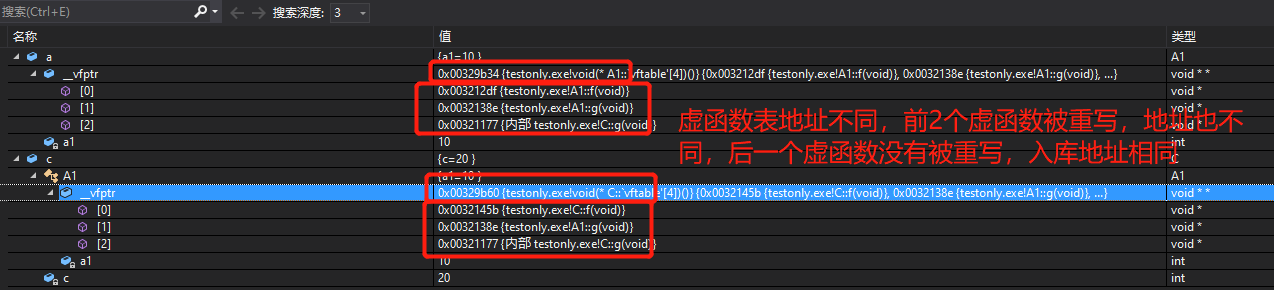 搜索(Ctrl+E) 搜索深度: 3
名称 值 类型
a {a1=10 } A1
__vfptr 0x00329b34 {testonly.exe!void(* A1::`vftable'[4])()} {0x003212df {testonly.exe!A1::f(void)}, 0x0032138e {testonly.exe!A1::g(void)}, ...} void * *
[0] 0x003212df {testonly.exe!A1::f(void)} void *
[1] 0x0032138e {testonly.exe!A1::g(void)} void *
[2] 0x00321177 {内部 testonly.exe!C::g(void)} void *
a1 10 int
虚函数表地址不同，前2个虚函数被重写，地址也不
同，后一个虚函数没有被重写，入库地址相同
c {c=20 } C
A1 {a1=10 } A1
__vfptr 0x00329b60 {testonly.exe!void(* C::`vftable'[4])()} {0x0032145b {testonly.exe!C::f(void)}, 0x0032138e {testonly.exe!A1::g(void)}, ...} void * *
[0] 0x0032145b {testonly.exe!C::f(void)} void *
[1] 0x0032138e {testonly.exe!A1::g(void)} void *
[2] 0x00321177 {内部 testonly.exe!C::g(void)} void *
a1 10 int
c 20 int